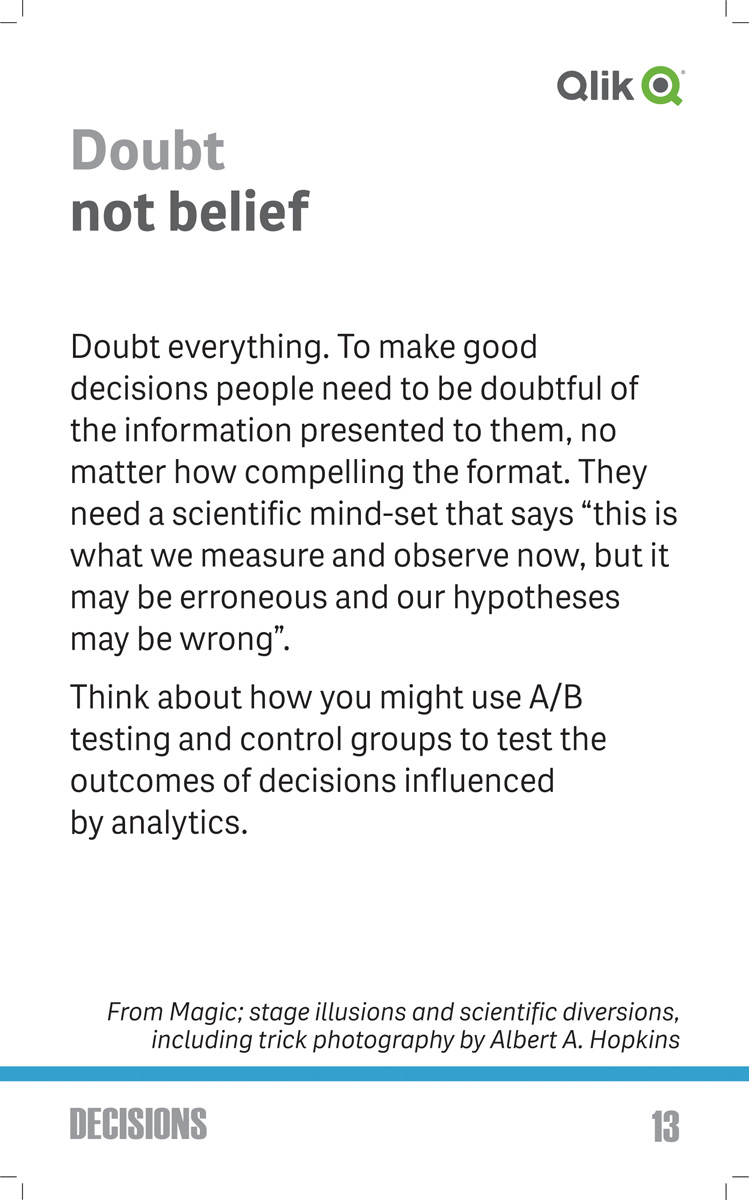 Qlik
Doubt
not belief
Doubt everything. To make good
decisions people need to be doubtful of
the information presented to them, no
matter how compelling the format. They
need a scientific mind-set that says “this is
what we measure and observe now, but it
may be erroneous and our hypotheses
may be wrong”.
Think about how you might use A/B
testing and control groups to test the
outcomes of decisions influenced
by analytics.
From Magic; stage illusions and scientific diversions,
including trick photography by Albert A. Hopkins
DECISIONS
13